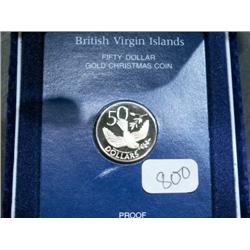 British Virgin Islands
FIFTY DOLLAR
GOLD CHRISTMAS COIN
50
DOLLARS
800
PROOF